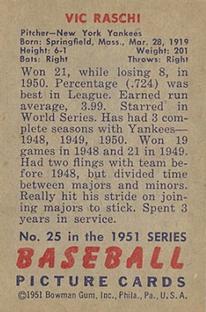 VIC RASCHI
Pitcher—New York Yankees
Born: Springfield, Mass., Mar. 28, 1919
Height: 6-1 Weight: 201
Bats: Right Throws: Right
Won 21, while losing 8, in
1950. Percentage (.724) was
best in League. Earned run
average, 3.99. Starred in
World Series. Has had 3 com-
plete seasons with Yankees—
1948, 1949, 1950. Won 19
games in 1948 and 21 in 1949.
Had two flings with team be-
fore 1948, but divided time
between majors and minors.
Really hit his stride on join-
ing majors to stick. Spent 3
years in service.
No. 25 in the 1951 SERIES
BASEBALL
PICTURE CARDS
©1951 Bowman Gum, Inc., Phila., Pa., U. S. A.